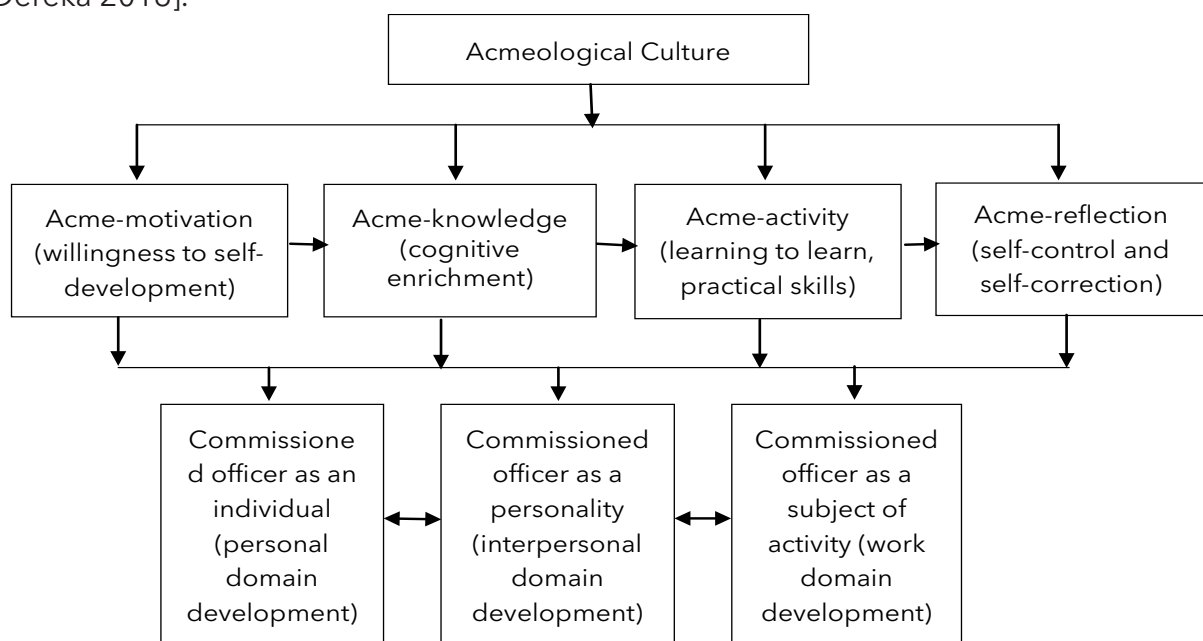 Dereka 2016].
Acmeological Culture
Acme-motivation
(willingness to self-
development)
Acme-knowledge
(cognitive
enrichment)
Acme-activity
(learning to learn,
practical skills)
Acme-reflection
(self-control and
self-correction)
Commissione
d officer as an
individual
(personal
domain
development)
Commissioned
officer as a
personality
(interpersonal
domain
development)
Commissioned
officer as a
subject of
activity (work
domain
development)